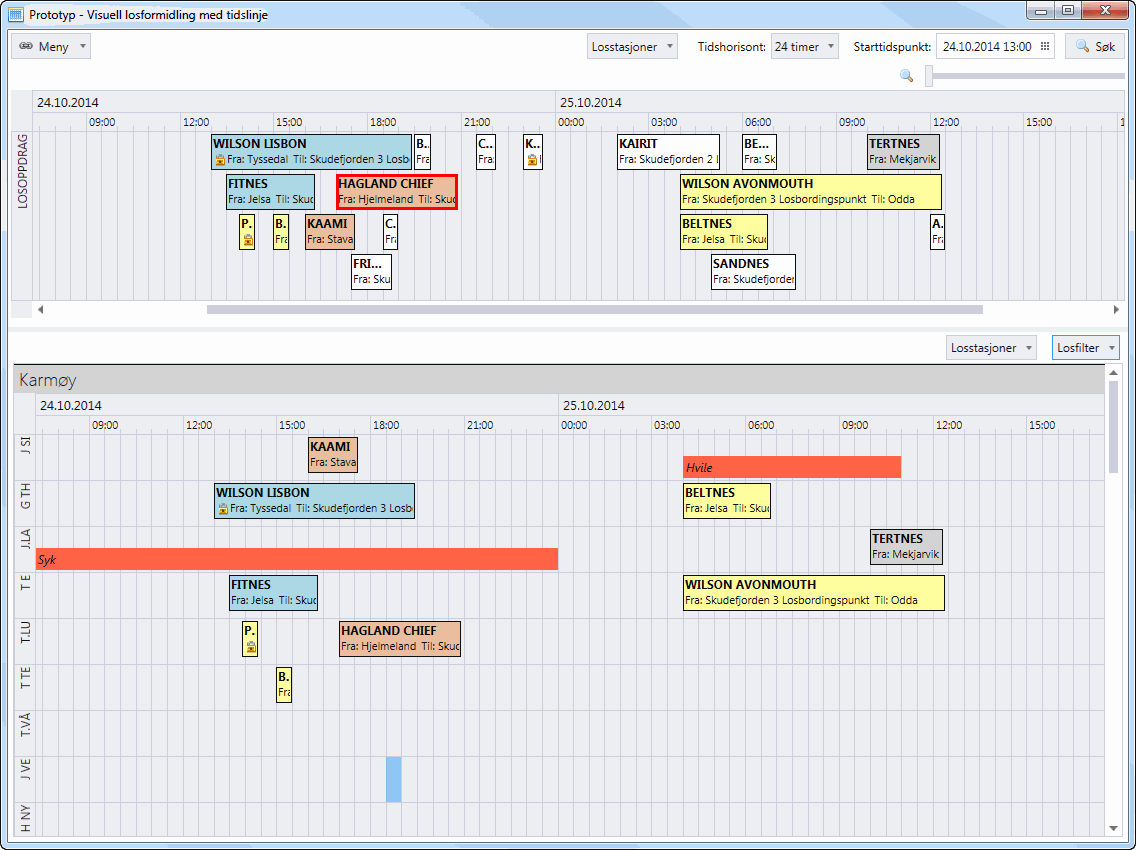 Prototyp - Visuell losformidling med tidslinje
Meny
Losstasjoner
Tidshorisont:
24 timer
Starttidspunkt:
24.10.2014 13:00
Søk
24.10.2014
25.10.2014
09:00 12:00 15:00 18:00 21:00 00:00 03:00 06:00 09:00 12:00 15:00
LOSOPPDRAG
WILSON LISBON
Fra: Tyssedal Til: Skudefjorden 3 Losb
B..
Fra
C..
Fra:
K..
KAIRIT
Fra: Skudefjorden 2 L
BE...
Fra: Sk
TERTNES
Fra: Mekjarvik
FITNES
Fra: Jelsa Til: Skud
HAGLAND CHIEF
Fra: Hjelmeland Til: Skud
WILSON AVONMOUTH
Fra: Skudefjorden 3 Losbordingspunkt Til: Odda
P.
B.
Fra
KAAMI
Fra: Stava
C.
Fra
BELTNES
Fra: Jelsa Til: Skud
A.
Fra
FRI...
Fra: Sku
SANDNES
Fra: Skudefjorden
Losstasjoner
Losfilter
Karmøy
24.10.2014
25.10.2014
09:00 12:00 15:00 18:00 21:00 00:00 03:00 06:00 09:00 12:00 15:00
J SI
KAAMI
Fra: Stava
Hvile
G TH
WILSON LISBON
Fra: Tyssedal Til: Skudefjorden 3 Losb
BELTNES
Fra: Jelsa Til: Skud
J.LA
TERTNES
Fra: Mekjarvik
Syk
T E
FITNES
Fra: Jelsa Til: Skud
WILSON AVONMOUTH
Fra: Skudefjorden 3 Losbordingspunkt Til: Odda
T.LU
P.
HAGLAND CHIEF
Fra: Hjelmeland Til: Skud
T TE
B.
Fra
T.VÅ
J VE
H NY